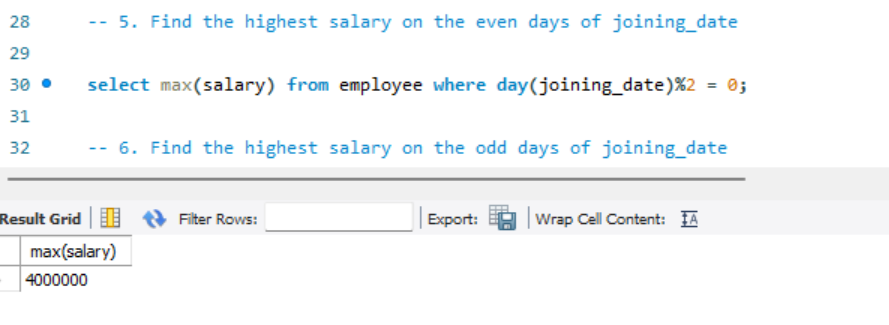 28 -- 5. Find the highest salary on the even days of joining_date
29
30 select max(salary) from employee where day(joining_date)%2 = 0;
31
32 -- 6. Find the highest salary on the odd days of joining_date
Result Grid Filter Rows: Export: Wrap Cell Content: IA
max(salary)
4000000